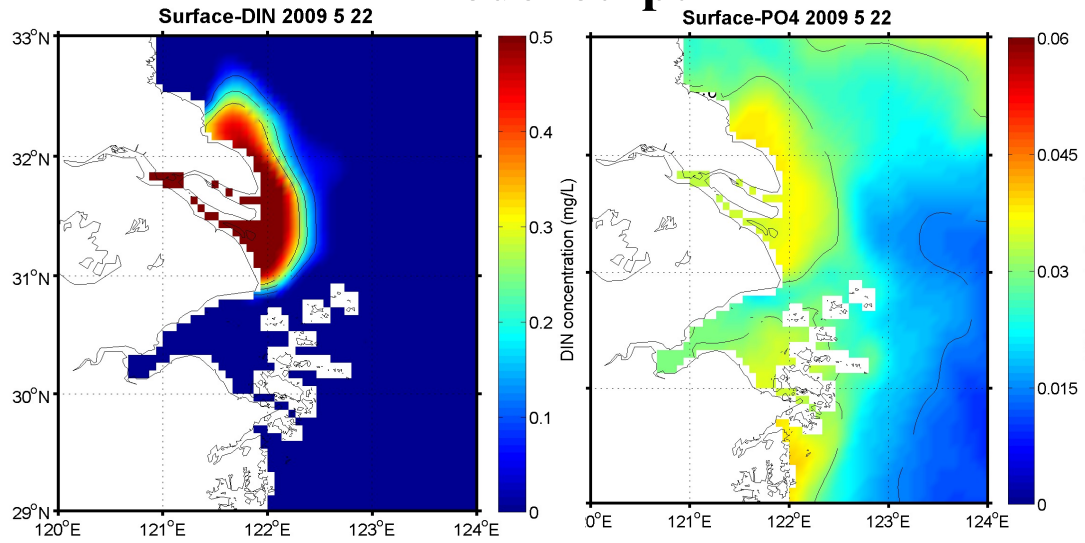 Surface-DIN 2009 5 22
33°N
32°N
31°N
30°N
29°N
120°E
121°E
122°E
123°E
124°E
0.5
0.4
0.3
0.2
0.1
0
DIN concentration (mg/L)
Surface-PO4 2009 5 22
0°E
121°E
122°E
123°E
124°E
0.06
0.045
0.03
0.015
0